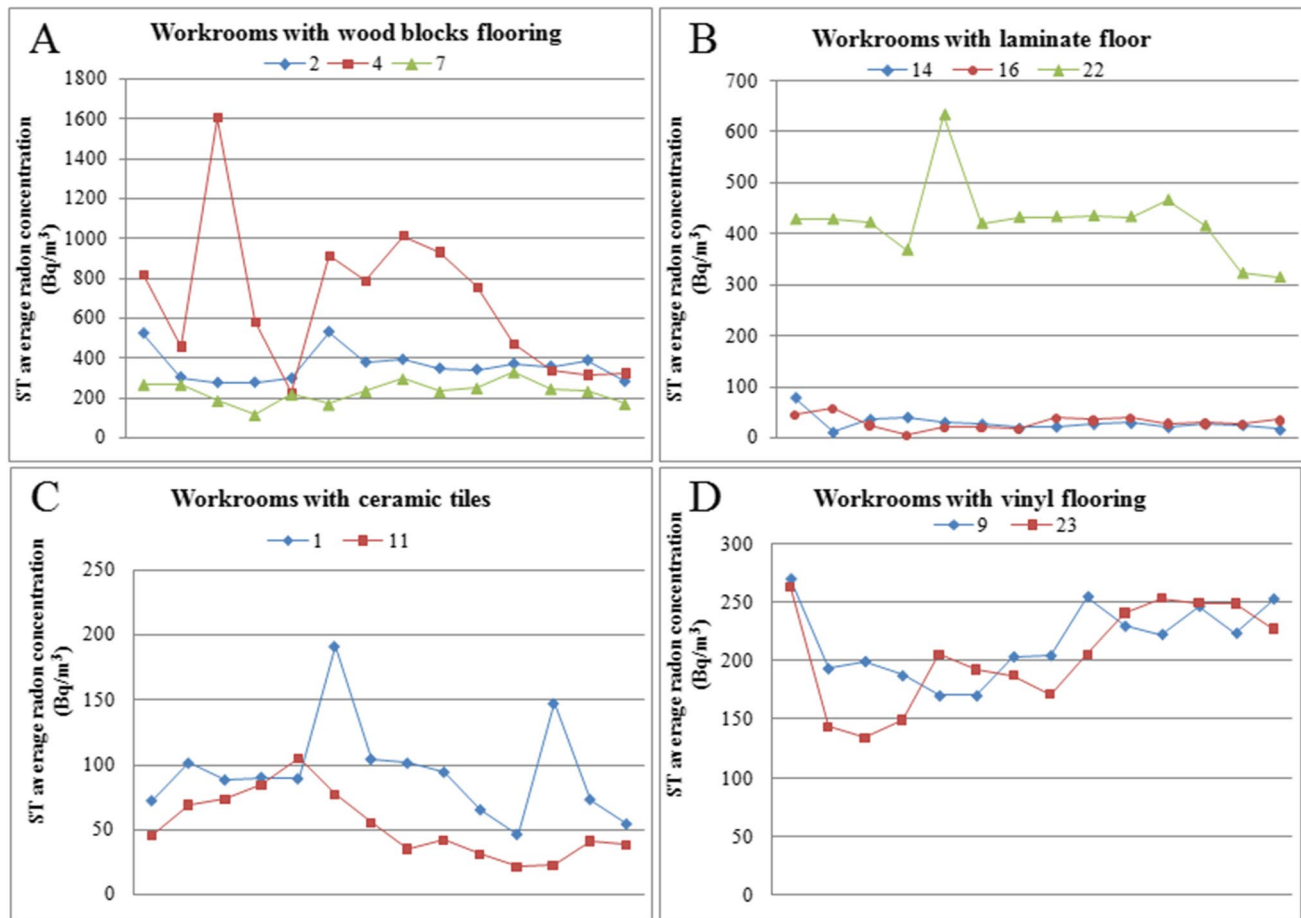 A
Workrooms with wood blocks flooring
2 4 7
ST average radon concentration
(Bq/m³)
1800
1600
1400
1200
1000
800
600
400
200
0
B
Workrooms with laminate floor
14 16 22
ST average radon concentration
(Bq/m³)
700
600
500
400
300
200
100
0
C
Workrooms with ceramic tiles
1 11
ST average radon concentration
(Bq/m³)
250
200
150
100
50
0
D
Workrooms with vinyl flooring
9 23
ST average radon concentration
(Bq/m³)
300
250
200
150
100
50
0